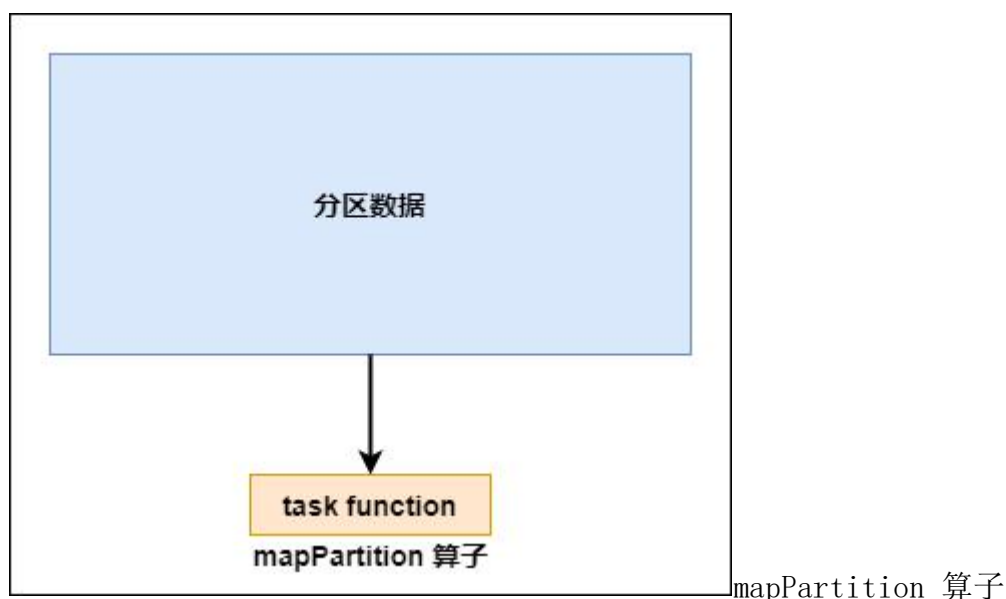 分区数据
task function
mapPartition 算子
mapPartition 算子